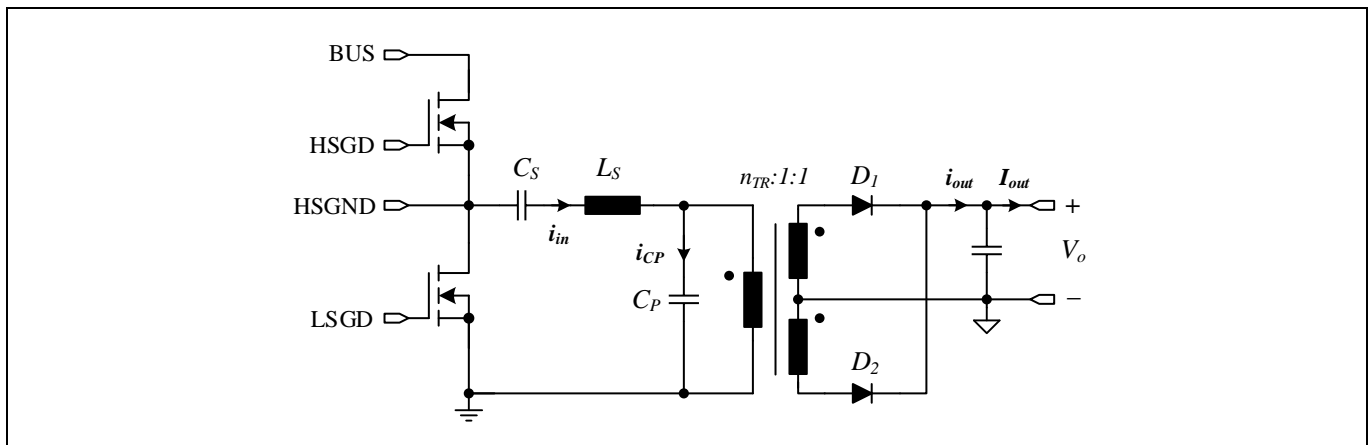 BUS
HSGD
HSGND
LSGD
C_S
L_S
i_in
i_CP
C_P
n_TR:1:1
D_1
D_2
i_out
I_out
+
V_o
−